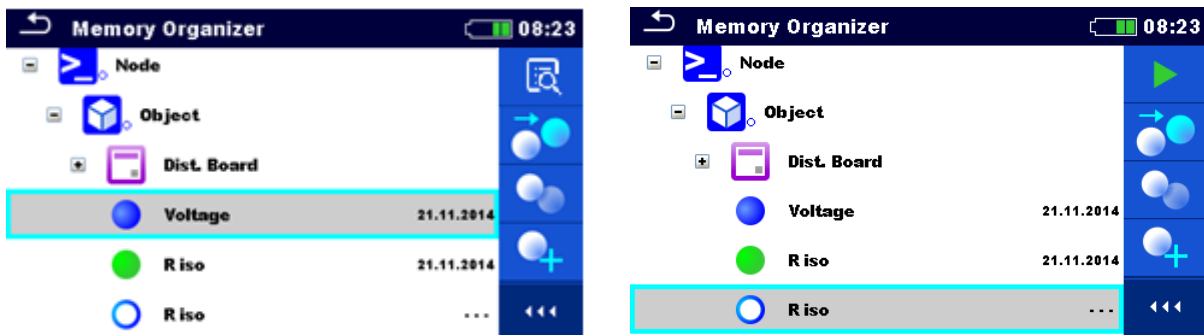 Memory Organizer 08:23
Node
Object
Dist. Board
Voltage 21.11.2014
R iso 21.11.2014
R iso ---
Memory Organizer 08:23
Node
Object
Dist. Board
Voltage 21.11.2014
R iso 21.11.2014
R iso ---